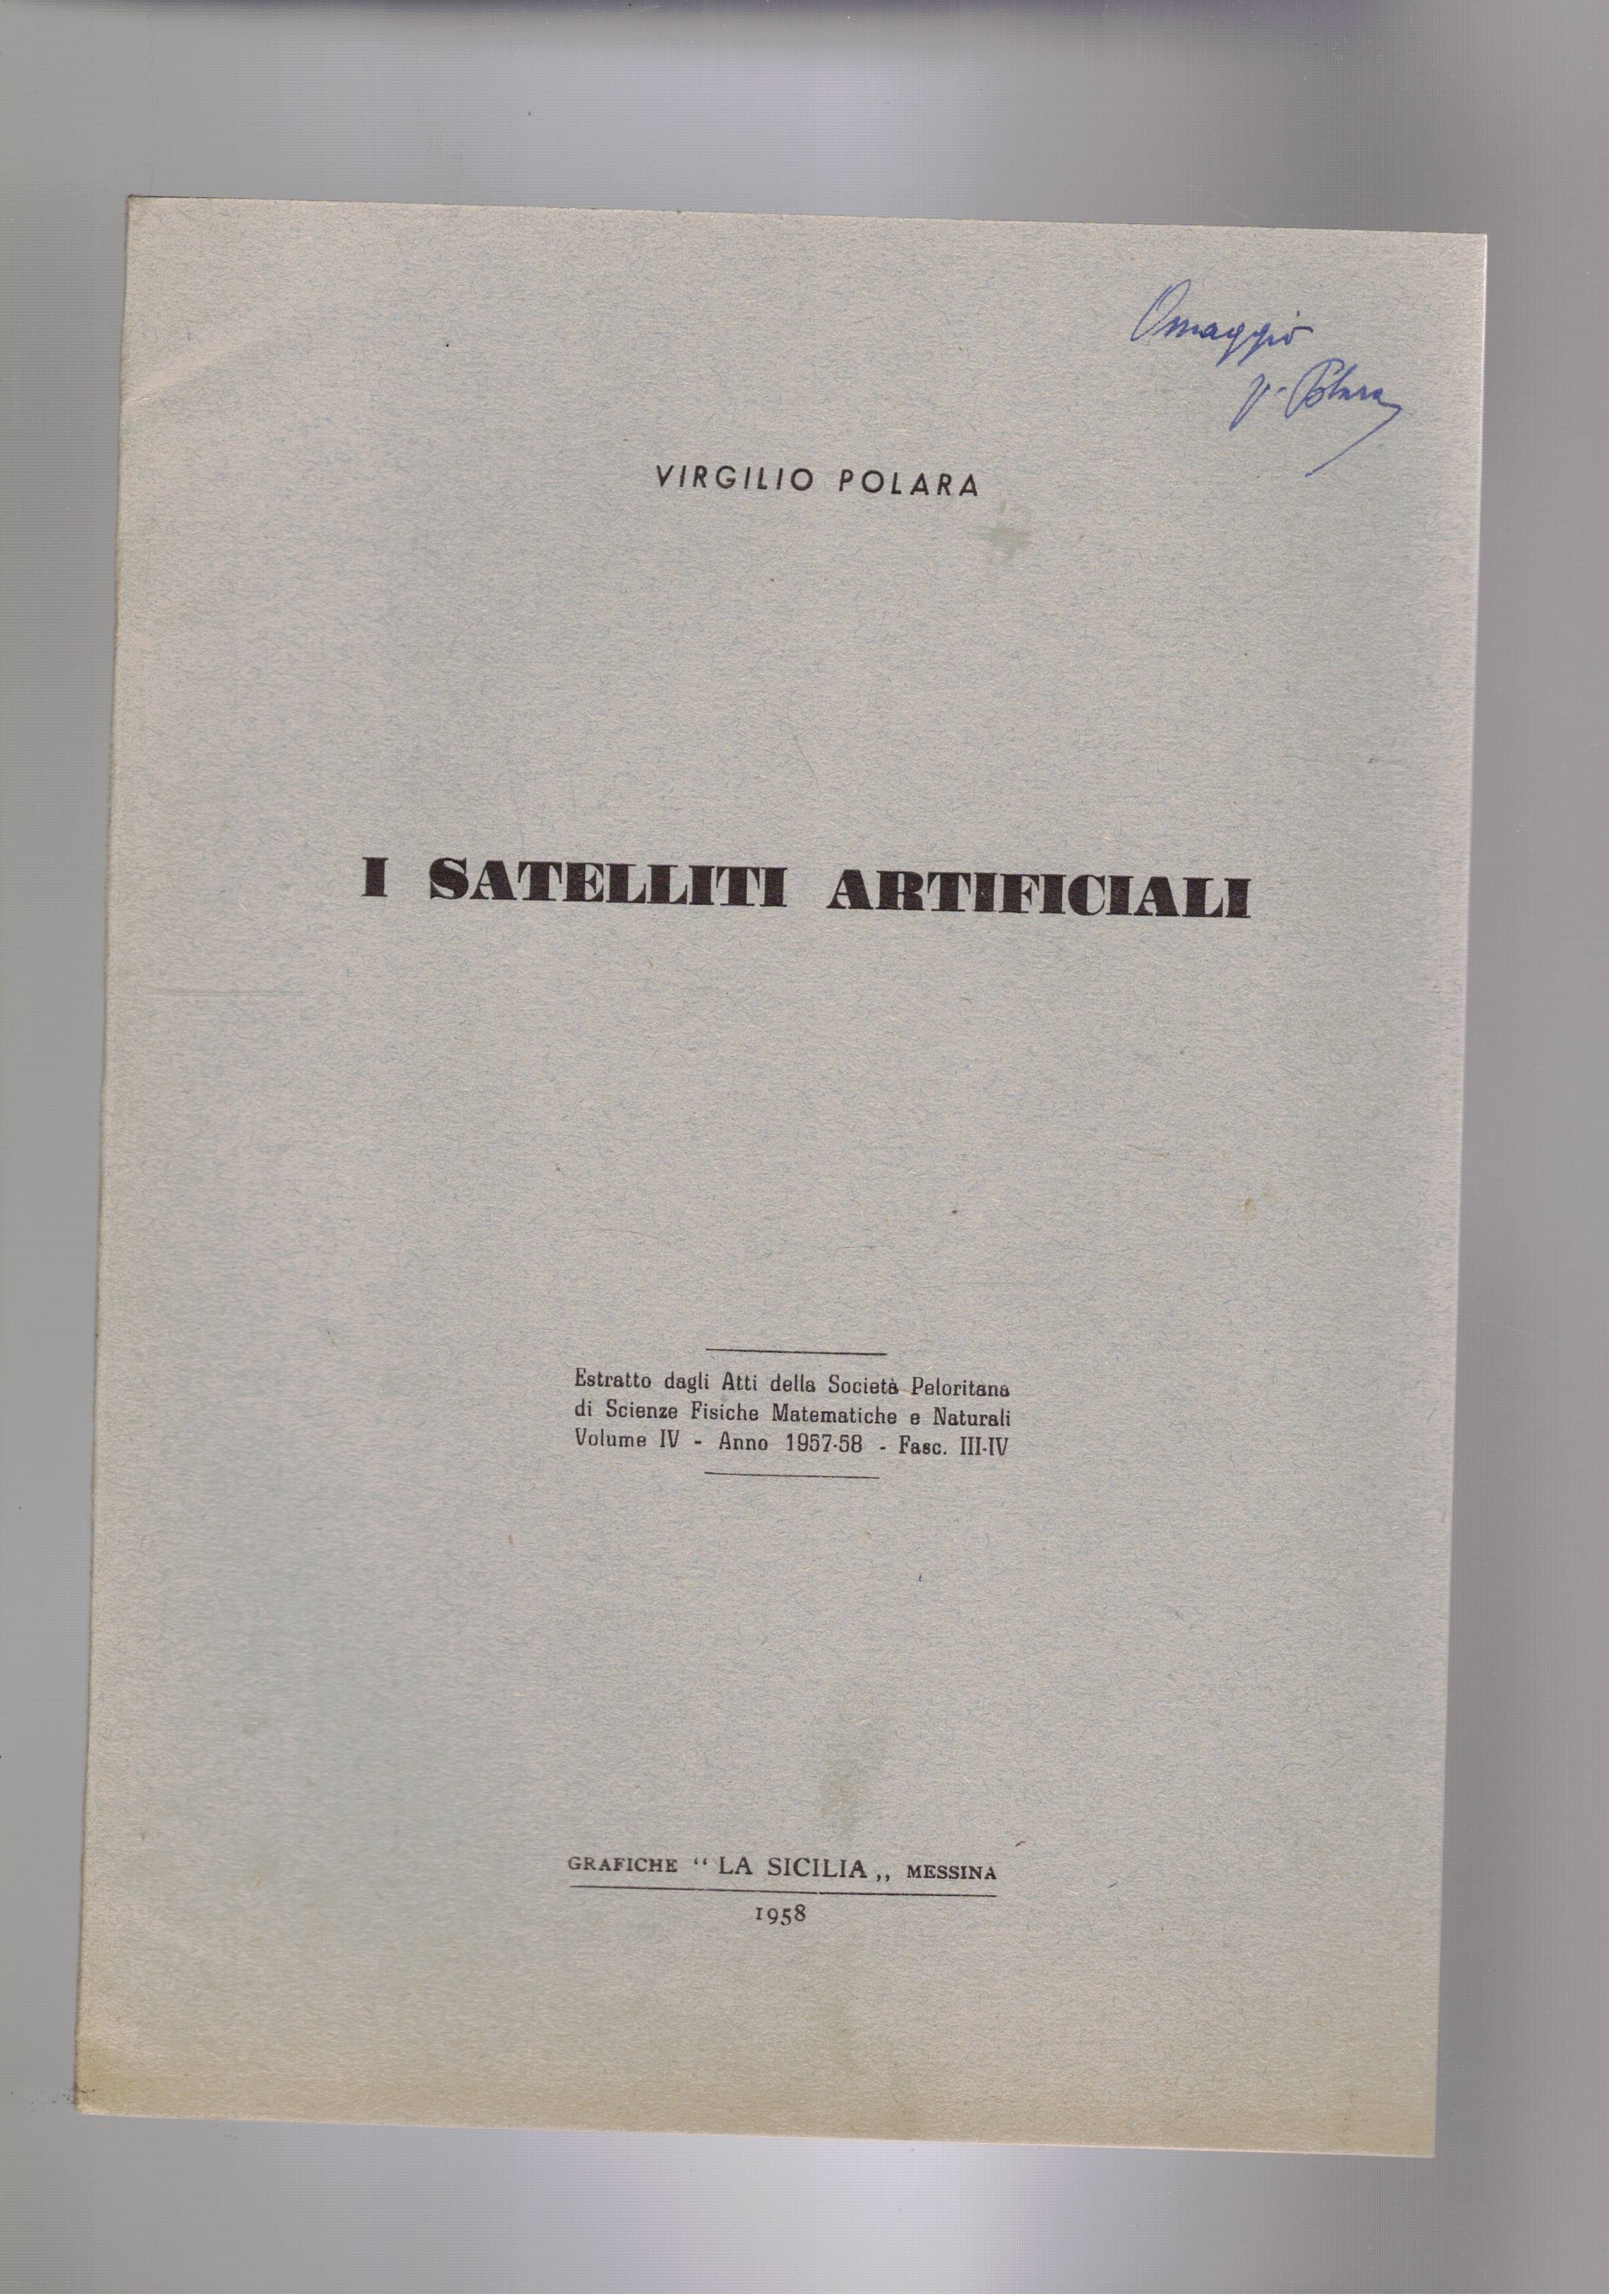 Omaggio
V. Polara
VIRGILIO POLARA
I SATELLITI ARTIFICIALI
Estratto dagli Atti della Società Peloritana
di Scienze Fisiche Matematiche e Naturali
Volume IV - Anno 1957-58 - Fasc. III-IV
GRAFICHE “ LA SICILIA „ MESSINA
1958